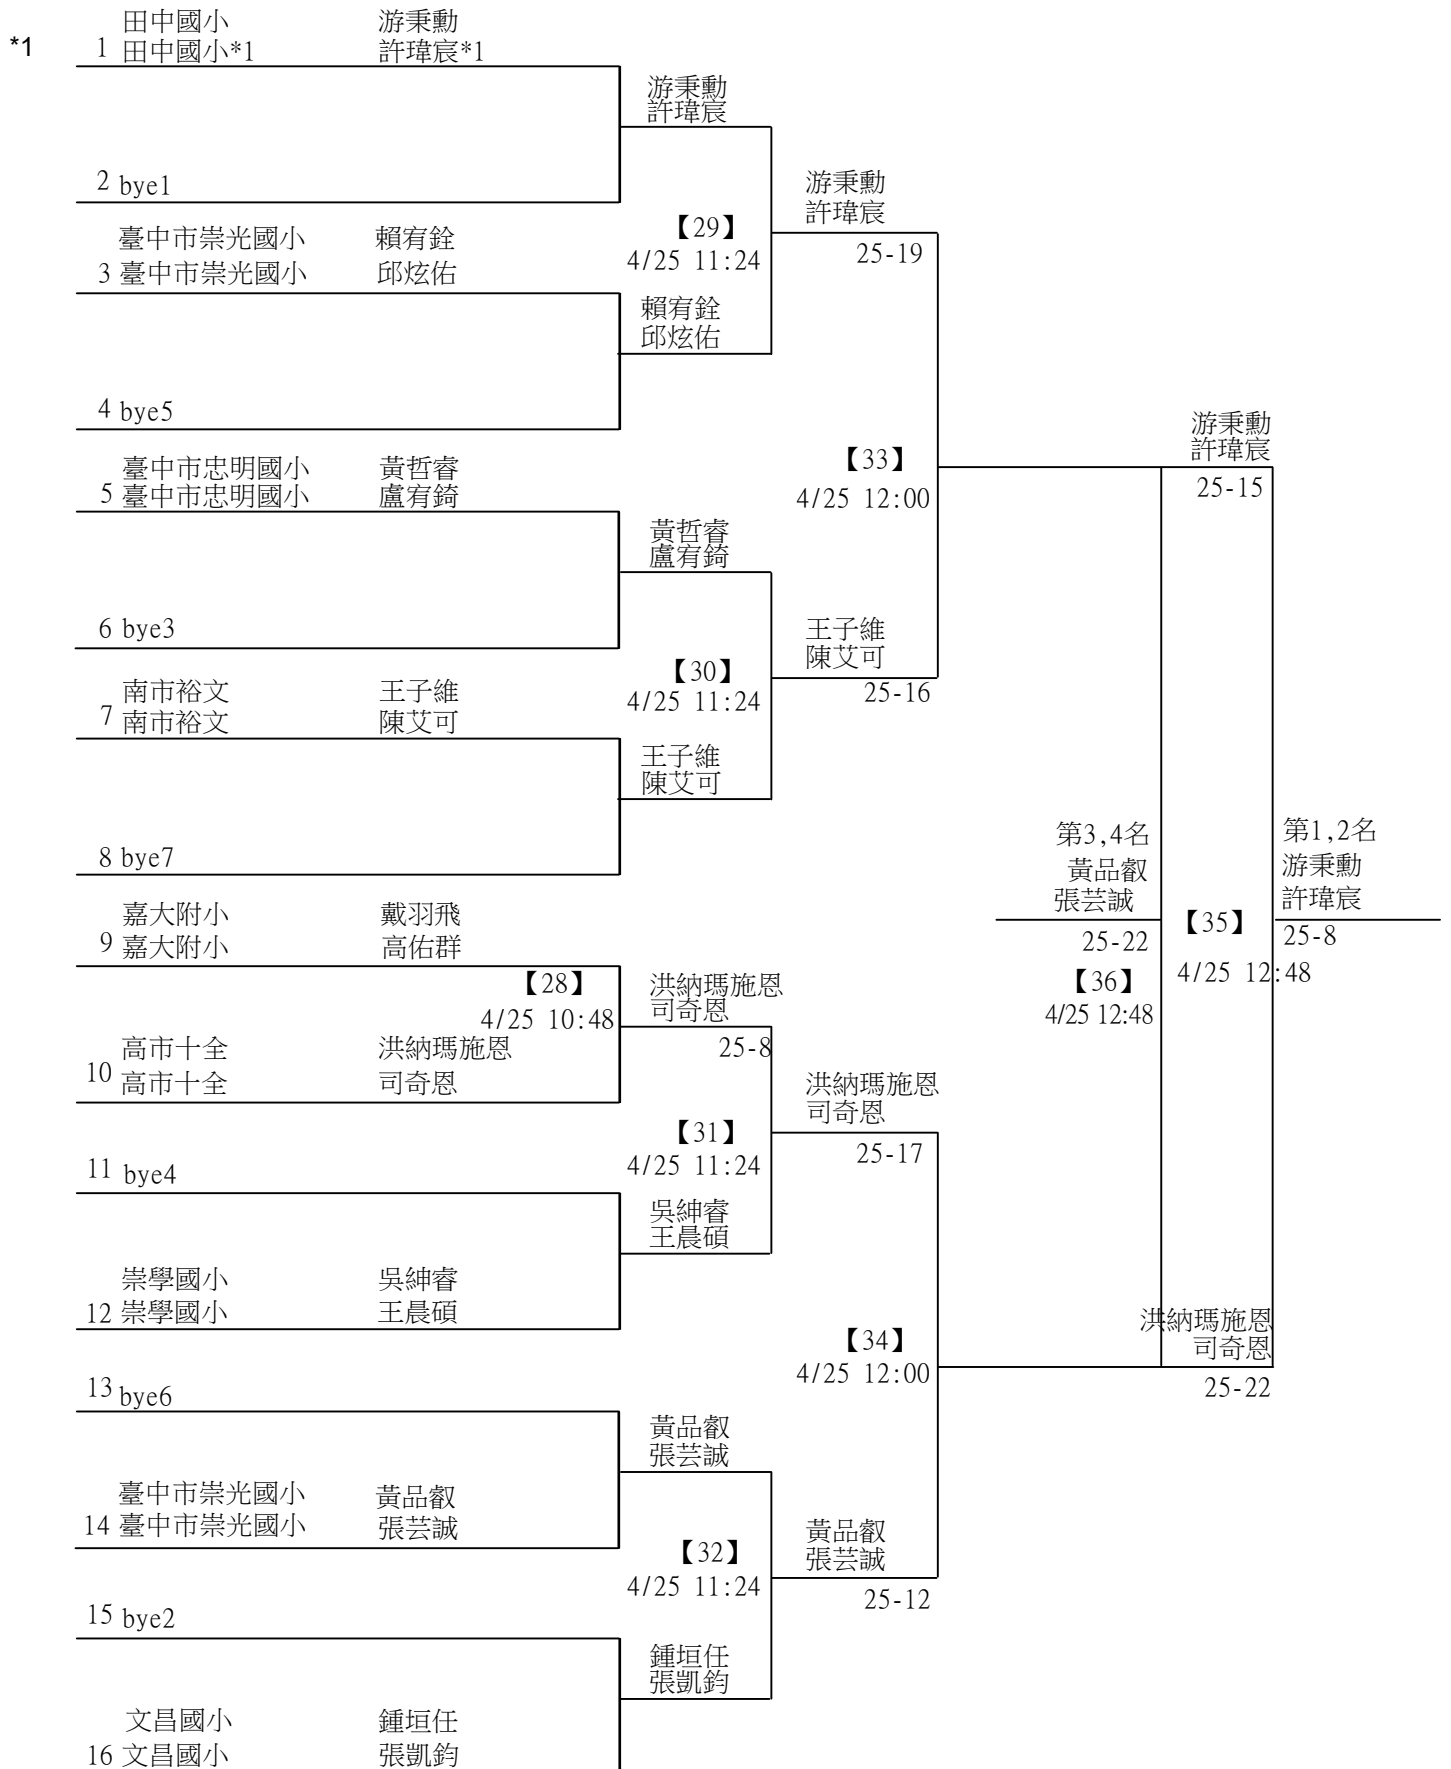 *1
田中國小 游秉勳
1 田中國小*1 許瑋宸*1
游秉勳
許瑋宸
2 bye1
游秉勳
許瑋宸
【29】
25-19
4/25 11:24
臺中市崇光國小 賴宥銓
3 臺中市崇光國小 邱炫佑
賴宥銓
邱炫佑
4 bye5
游秉勳
許瑋宸
25-15
【33】
4/25 12:00
臺中市忠明國小 黃哲睿
5 臺中市忠明國小 盧宥錡
黃哲睿
盧宥錡
6 bye3
王子維
陳艾可
25-16
【30】
4/25 11:24
南市裕文 王子維
7 南市裕文 陳艾可
王子維
陳艾可
8 bye7
第3,4名
黃品叡
張芸誠
25-22
【36】
4/25 12:48
第1,2名
游秉勳
許瑋宸
【35】
25-8
4/25 12:48
嘉大附小 戴羽飛
9 嘉大附小 高佑群
【28】
4/25 10:48
洪納瑪施恩
司奇恩
25-8
高市十全 洪納瑪施恩
10 高市十全 司奇恩
洪納瑪施恩
司奇恩
25-17
【31】
4/25 11:24
11 bye4
吳紳睿
王晨碩
崇學國小 吳紳睿
12 崇學國小 王晨碩
【34】
4/25 12:00
洪納瑪施恩
司奇恩
25-22
13 bye6
黃品叡
張芸誠
臺中市崇光國小 黃品叡
14 臺中市崇光國小 張芸誠
黃品叡
張芸誠
25-12
【32】
4/25 11:24
15 bye2
鍾垣任
張凱鈞
文昌國小 鍾垣任
16 文昌國小 張凱鈞